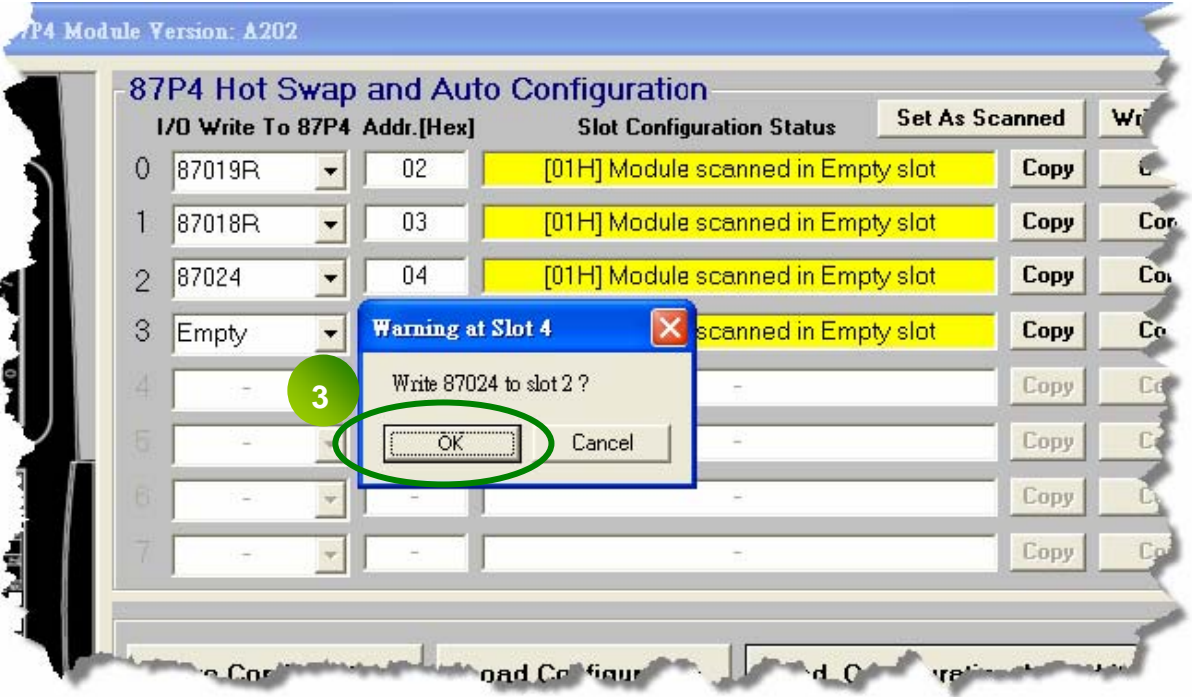 P4 Module Version: A202
87P4 Hot Swap and Auto Configuration
I/O Write To 87P4 Addr.[Hex] Slot Configuration Status Set As Scanned
0 87019R 02 [01H] Module scanned in Empty slot Copy
1 87018R 03 [01H] Module scanned in Empty slot Copy
2 87024 04 [01H] Module scanned in Empty slot Copy
3 Empty scanned in Empty slot Copy
Warning at Slot 4
Write 87024 to slot 2 ?
3
OK Cancel
4 - - Copy
5 - - Copy
6 - - - Copy
7 - - - Copy